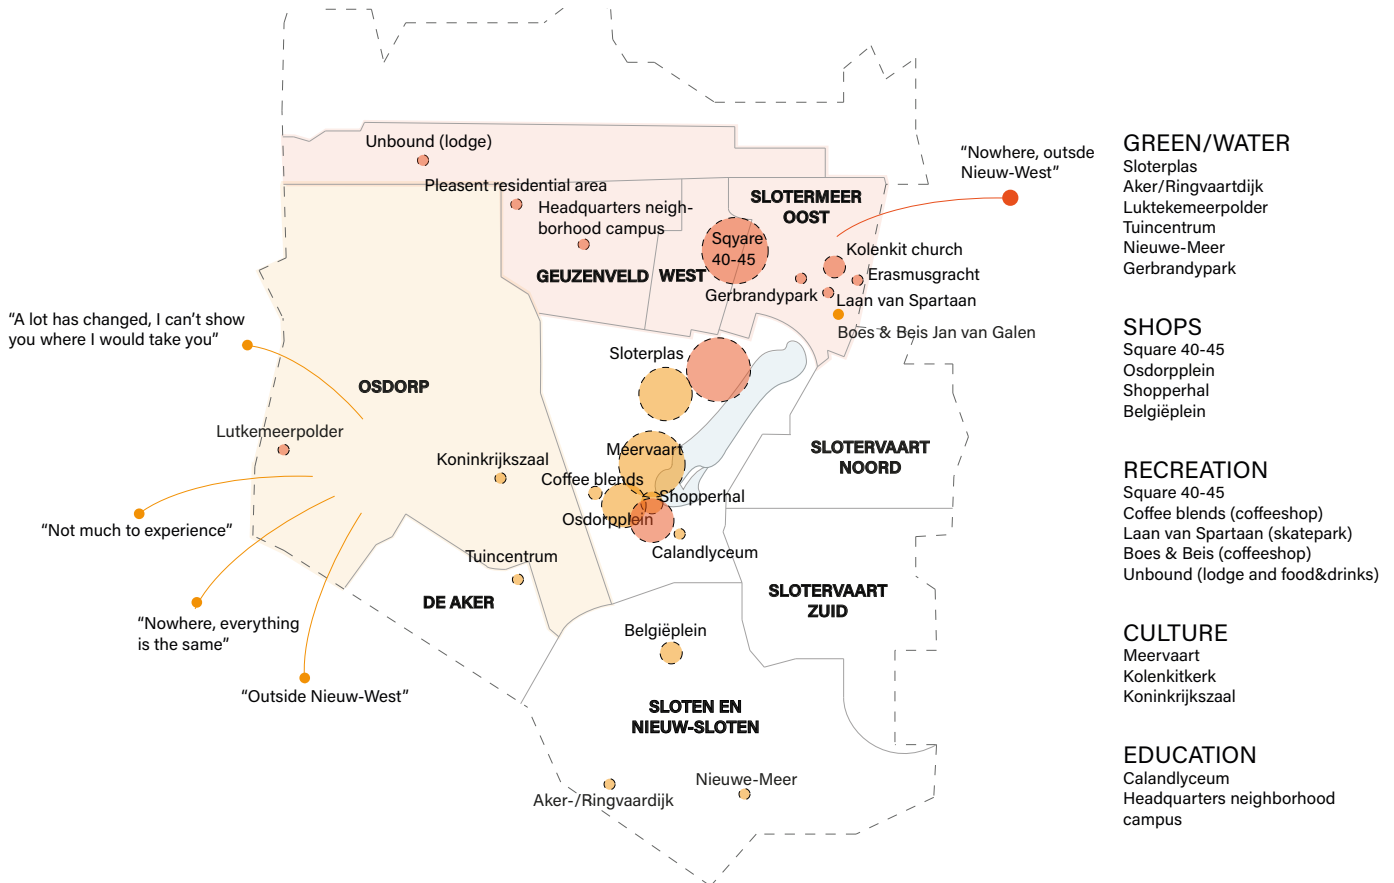 Unbound (lodge)
Pleasent residential area
Headquarters neigh-
borhood campus
SLOTERMEER
OOST
"Nowhere, outsde
Nieuw-West"
Sqyare
40-45
Kolenkit church
Erasmusgracht
GEUZENVELD
WEST
Gerbrandypark
Laan van Spartaan
Boes & Beis Jan van Galen
"A lot has changed, I can't show
you where I would take you"
Sloterplas
OSDORP
Lutkemeerpolder
Koninkrijkszaal
Meervaart
Coffee blends
Shopperhal
Osdorpplein
Calandlyceum
SLOTERVAART
NOORD
"Not much to experience"
Tuincentrum
DE AKER
SLOTERVAART
ZUID
"Nowhere, everything
is the same"
Belgiëplein
"Outside Nieuw-West"
SLOTEN EN
NIEUW-SLOTEN
Nieuwe-Meer
Aker-/Ringvaardijk
GREEN/WATER
Sloterplas
Aker/Ringvaartdijk
Luktekemeerpolder
Tuincentrum
Nieuwe-Meer
Gerbrandypark
SHOPS
Square 40-45
Osdorpplein
Shopperhal
Belgiëplein
RECREATION
Square 40-45
Coffee blends (coffeeshop)
Laan van Spartaan (skatepark)
Boes & Beis (coffeeshop)
Unbound (lodge and food&drinks)
CULTURE
Meervaart
Kolenkitkerk
Koninkrijkszaal
EDUCATION
Calandlyceum
Headquarters neighborhood
campus